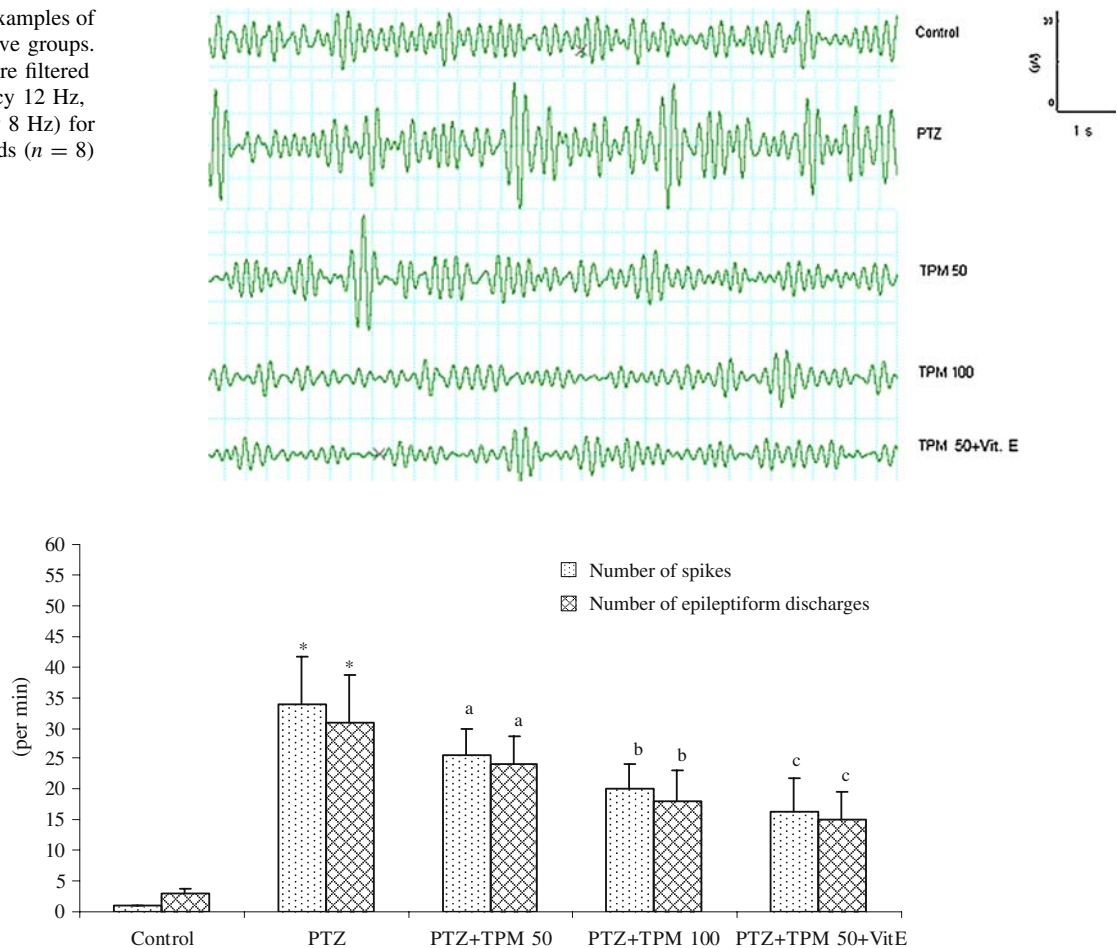 xamples of
ve groups.
re filtered
cy 12 Hz,
8 Hz) for
ds (n = 8)
Control
PTZ
TPM 50
TPM 100
TPM 50+Vit. E
(µV)
0
1 s
60
55
50
45
40
35
30
25
20
15
10
5
0
(per min)
Number of spikes
Number of epileptiform discharges
* *
a a
b b
c c
Control PTZ PTZ+TPM 50 PTZ+TPM 100 PTZ+TPM 50+VitE